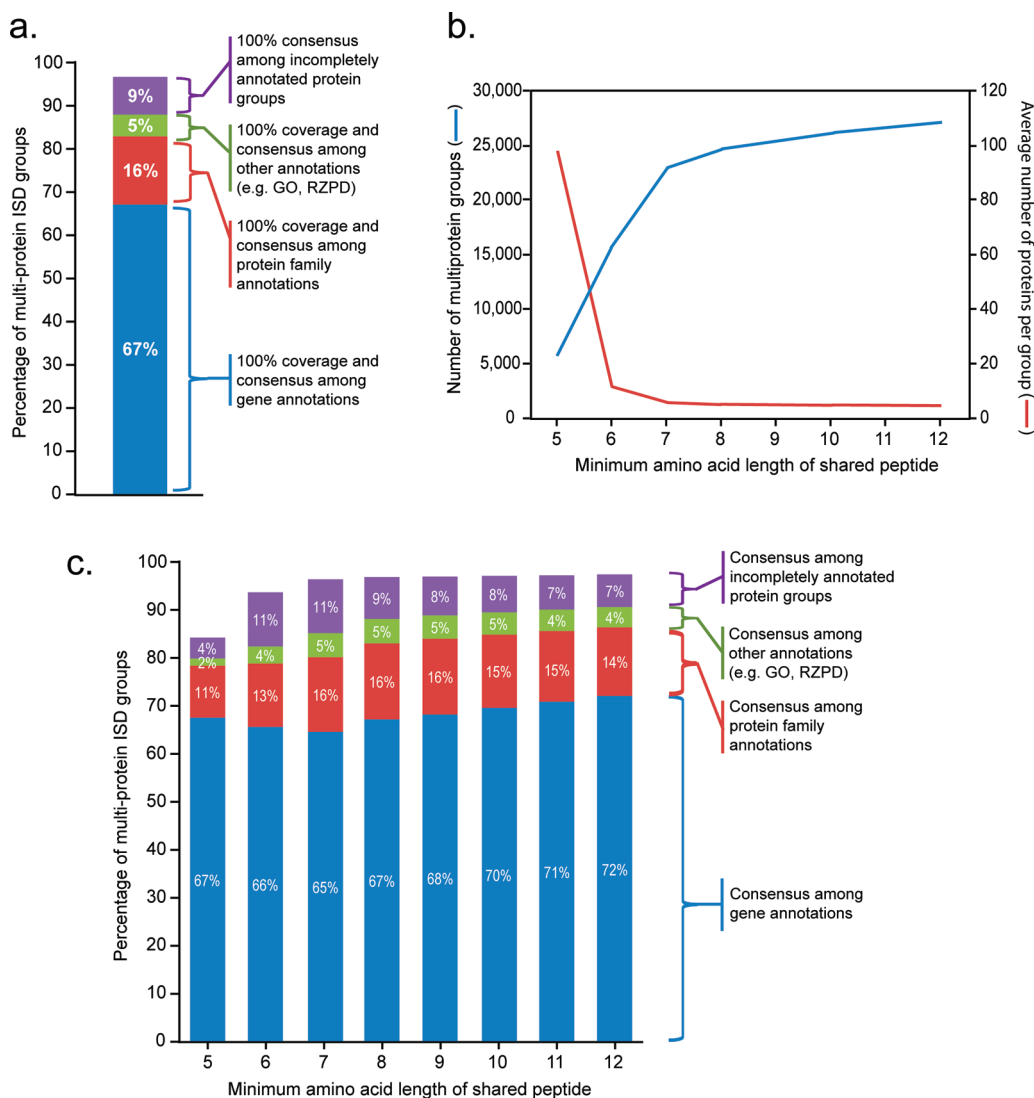 a.
100
90
80
70
60
50
40
30
20
10
0
Percentage of multi-protein ISD groups
9%
5%
16%
67%
100% consensus
among incompletely
annotated protein
groups
100% coverage and
consensus among
other annotations
(e.g. GO, RZPD)
100% coverage and
consensus among
protein family
annotations
100% coverage and
consensus among
gene annotations
b.
30,000
25,000
20,000
15,000
10,000
5,000
0
Number of multiprotein groups (—)
120
100
80
60
40
20
0
Average number
of proteins per
group (—)
5 6 7 8 9 10 11 12
Minimum amino acid length of shared peptide
c.
100
90
80
70
60
50
40
30
20
10
0
Percentage of multi-protein ISD groups
4% 11% 11% 9% 8% 8% 7% 7%
2% 4% 5% 5% 5% 5% 4% 4%
11% 13% 16% 16% 16% 15% 15% 14%
67% 66% 65% 67% 68% 70% 71% 72%
5 6 7 8 9 10 11 12
Minimum amino acid length of shared peptide
Consensus among
incompletely annotated
protein groups
Consensus among
other annotations
(e.g. GO, RZPD)
Consensus among
protein family
annotations
Consensus among
gene annotations